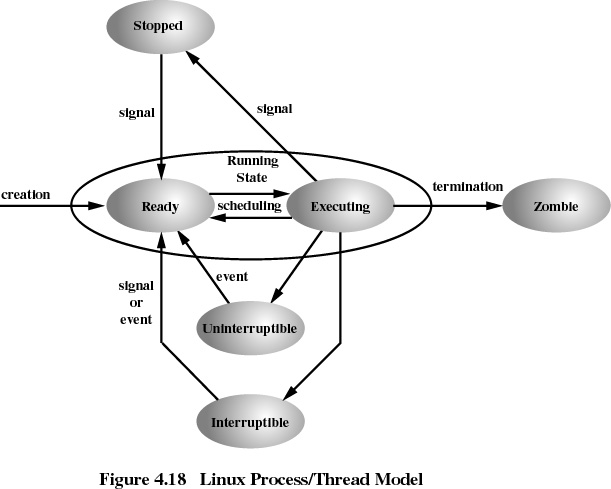 Stopped
signal
signal
Running
State
creation
termination
Ready
scheduling
Executing
Zombie
signal
or
event
event
Uninterruptible
Interruptible
Figure 4.18 Linux Process/Thread Model